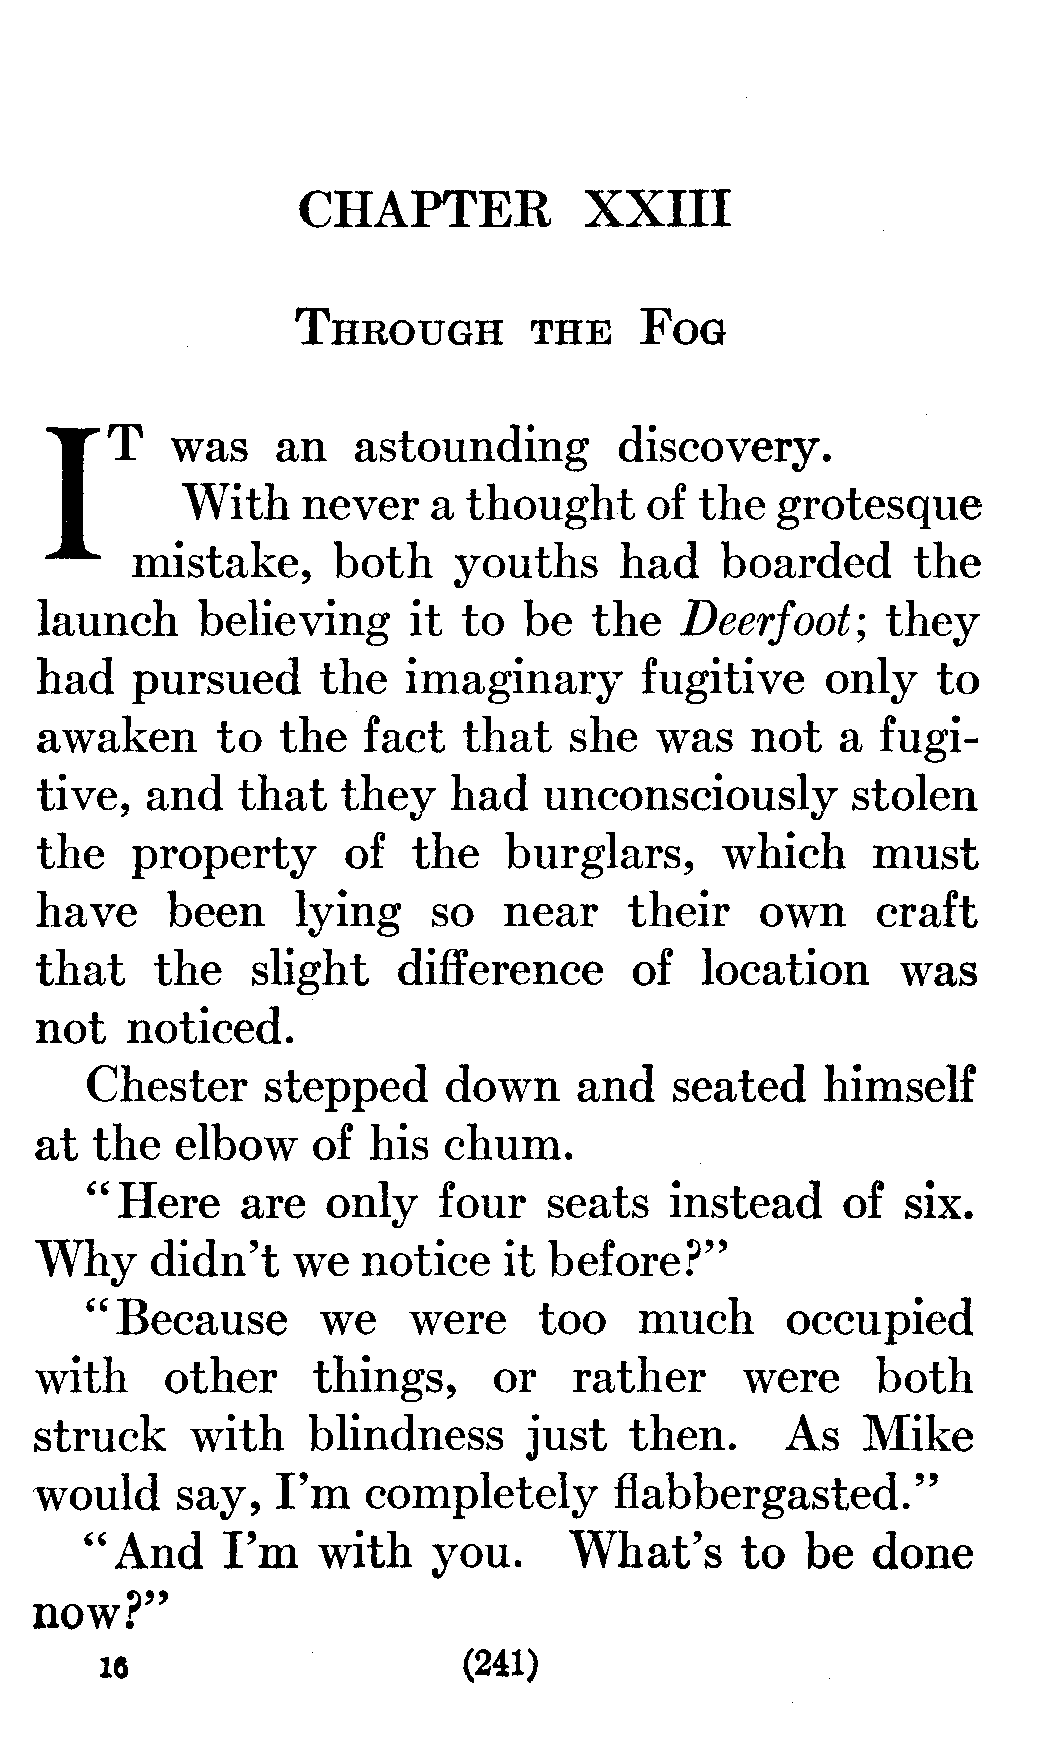 CHAPTER XXIII
THROUGH THE FOG
IT was an astounding discovery.
With never a thought of the grotesque
mistake, both youths had boarded the
launch believing it to be the Deerfoot; they
had pursued the imaginary fugitive only to
awaken to the fact that she was not a fugi-
tive, and that they had unconsciously stolen
the property of the burglars, which must
have been lying so near their own craft
that the slight difference of location was
not noticed.
Chester stepped down and seated himself
at the elbow of his chum.
“Here are only four seats instead of six.
Why didn’t we notice it before?”
“Because we were too much occupied
with other things, or rather were both
struck with blindness just then. As Mike
would say, I’m completely flabbergasted.”
“And I’m with you. What’s to be done
now?”
16 (241)